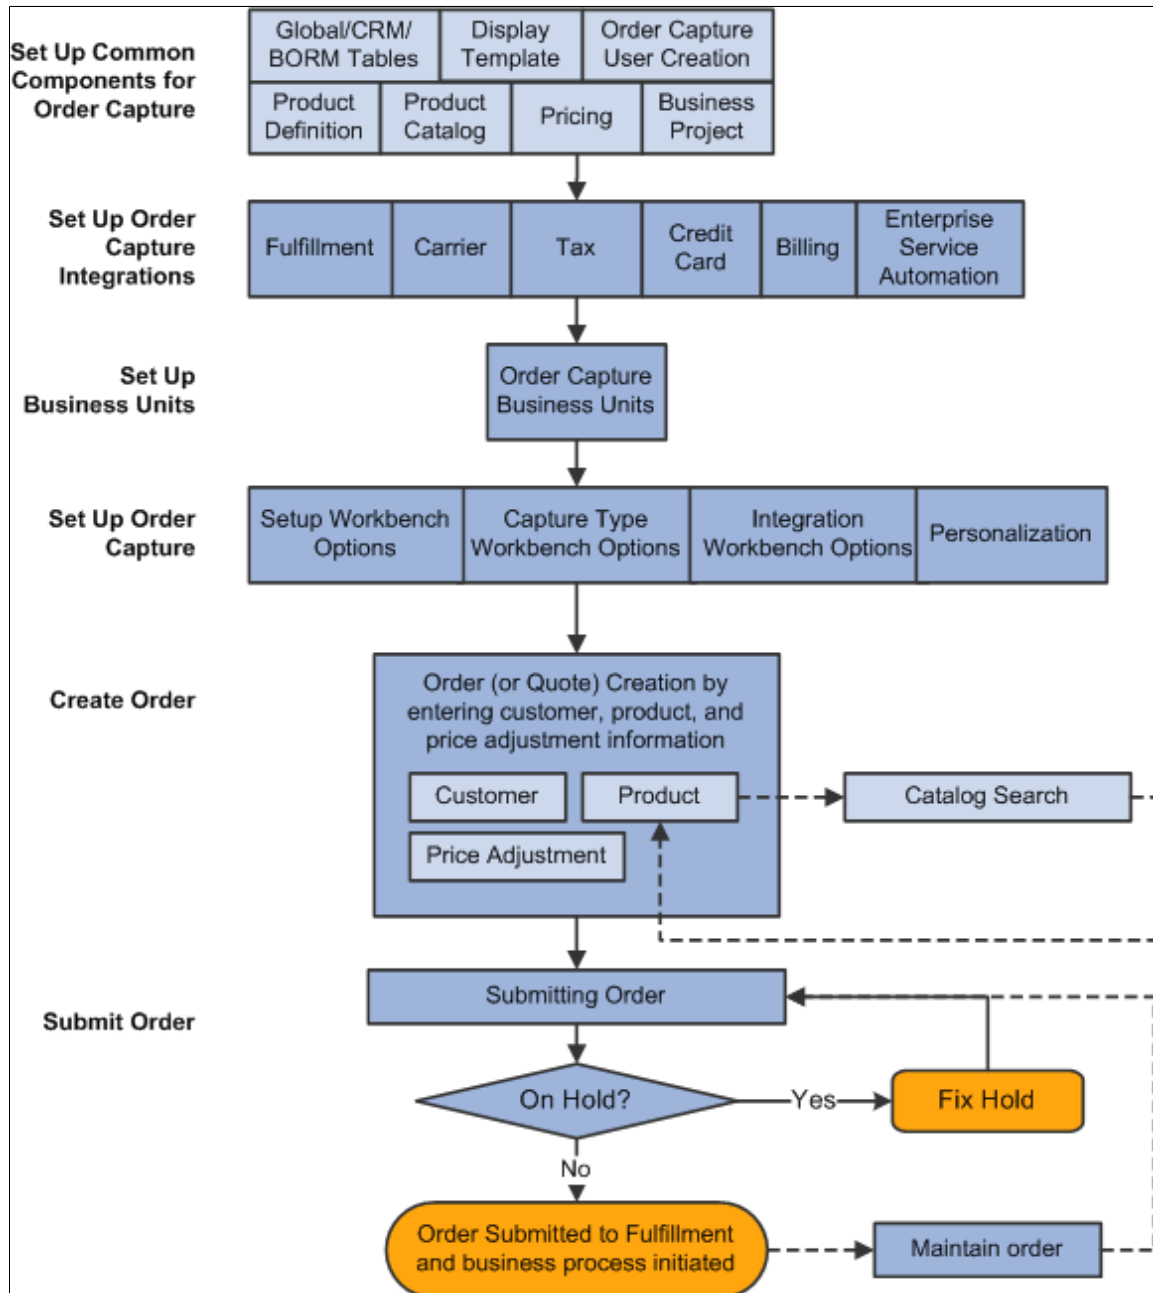 Set Up Common
Components for
Order Capture
Global/CRM/
BORM Tables
Display
Template
Order Capture
User Creation
Product
Definition
Product
Catalog
Pricing
Business
Project
Set Up Order
Capture
Integrations
Fulfillment
Carrier
Tax
Credit
Card
Billing
Enterprise
Service
Automation
Set Up
Business Units
Order Capture
Business Units
Set Up Order
Capture
Setup Workbench
Options
Capture Type
Workbench Options
Integration
Workbench Options
Personalization
Create Order
Order (or Quote) Creation by
entering customer, product, and
price adjustment information
Customer
Product
Catalog Search
Price Adjustment
Submit Order
Submitting Order
On Hold?
Yes
Fix Hold
No
Order Submitted to Fulfillment
and business process initiated
Maintain order